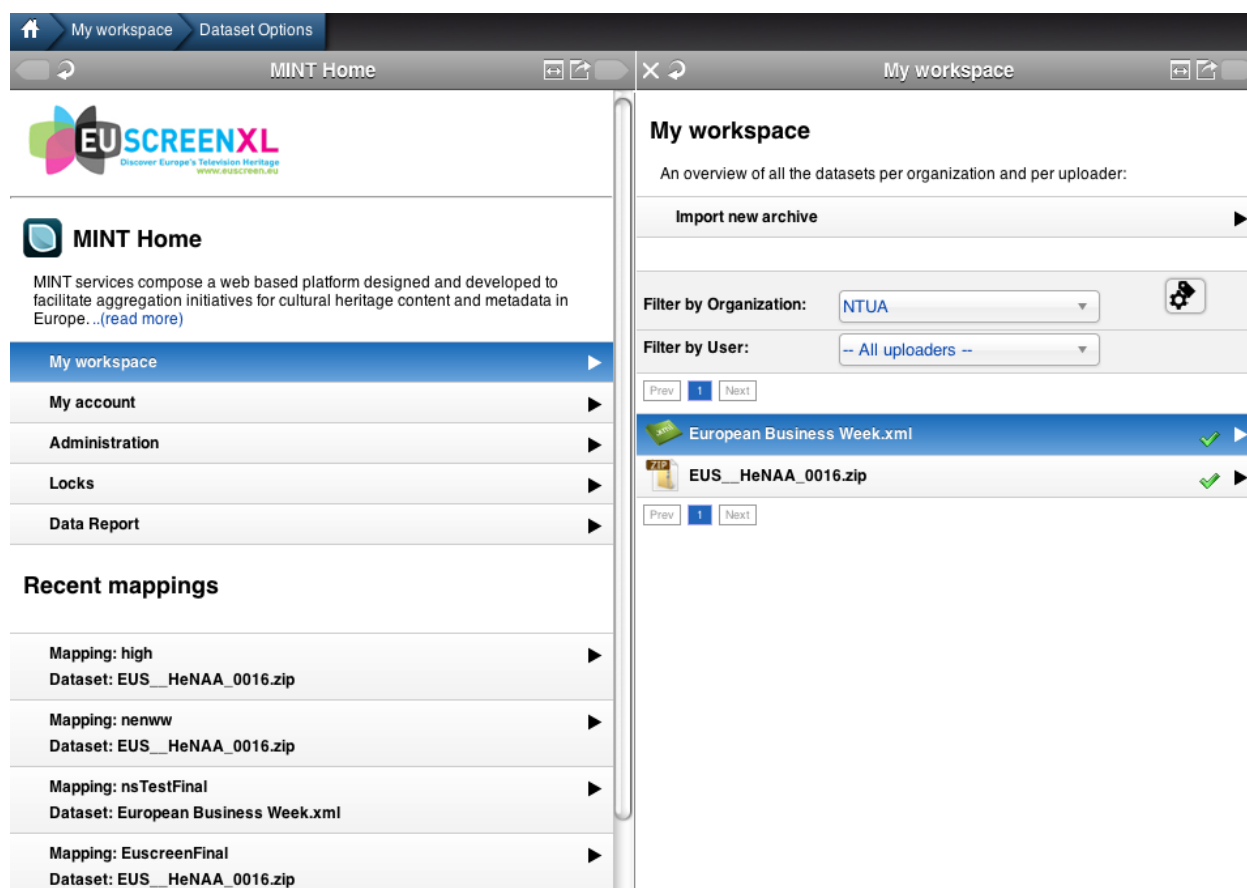 My workspace
Dataset Options
MINT Home
EUSCREENXL
Discover Europe's Television Heritage
www.euscreen.eu
MINT Home
MINT services compose a web based platform designed and developed to
facilitate aggregation initiatives for cultural heritage content and metadata in
Europe. ..(read more)
My workspace
My account
Administration
Locks
Data Report
Recent mappings
Mapping: high
Dataset: EUS__HeNAA_0016.zip
Mapping: nenww
Dataset: EUS__HeNAA_0016.zip
Mapping: nsTestFinal
Dataset: European Business Week.xml
Mapping: EuscreenFinal
Dataset: EUS__HeNAA_0016.zip
My workspace
My workspace
An overview of all the datasets per organization and per uploader:
Import new archive
Filter by Organization: NTUA
Filter by User: -- All uploaders --
Prev 1 Next
.xml European Business Week.xml
ZIP EUS__HeNAA_0016.zip
Prev 1 Next